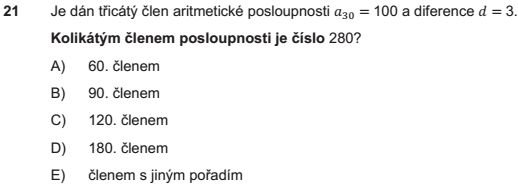 21 Je dán třicátý člen aritmetické posloupnosti a₃₀ = 100 a diference d = 3.
Kolikátým členem posloupnosti je číslo 280?
A) 60. členem
B) 90. členem
C) 120. členem
D) 180. členem
E) členem s jiným pořadím